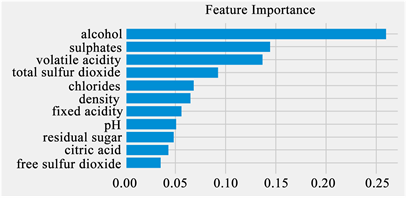 Feature Importance
alcohol
sulphates
volatile acidity
total sulfur dioxide
chlorides
density
fixed acidity
pH
residual sugar
citric acid
free sulfur dioxide
0.00 0.05 0.10 0.15 0.20 0.25